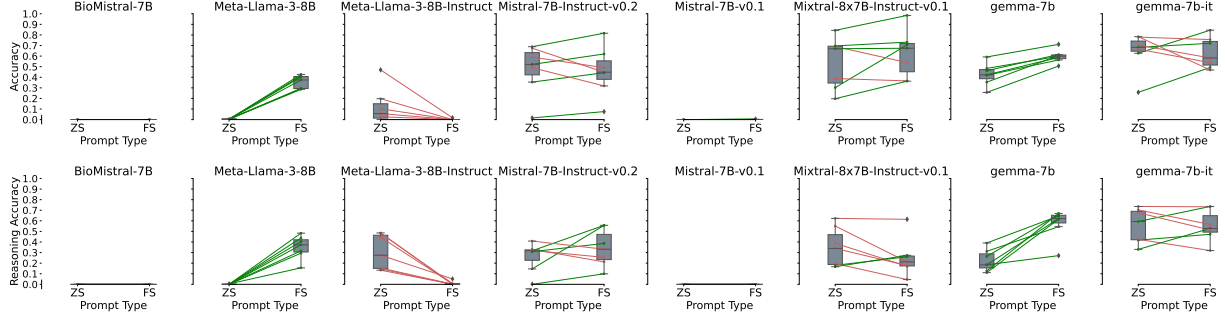 BioMistral-7B Meta-Llama-3-8B Meta-Llama-3-8B-Instruct Mistral-7B-Instruct-v0.2 Mistral-7B-v0.1 Mixtral-8x7B-Instruct-v0.1 gemma-7b gemma-7b-it
Accuracy
1.0
0.9
0.8
0.7
0.6
0.5
0.4
0.3
0.2
0.1
0.0
ZS FS ZS FS ZS FS ZS FS ZS FS ZS FS ZS FS ZS FS
Prompt Type Prompt Type Prompt Type Prompt Type Prompt Type Prompt Type Prompt Type Prompt Type
BioMistral-7B Meta-Llama-3-8B Meta-Llama-3-8B-Instruct Mistral-7B-Instruct-v0.2 Mistral-7B-v0.1 Mixtral-8x7B-Instruct-v0.1 gemma-7b gemma-7b-it
Reasoning Accuracy
1.0
0.9
0.8
0.7
0.6
0.5
0.4
0.3
0.2
0.1
0.0
ZS FS ZS FS ZS FS ZS FS ZS FS ZS FS ZS FS ZS FS
Prompt Type Prompt Type Prompt Type Prompt Type Prompt Type Prompt Type Prompt Type Prompt Type